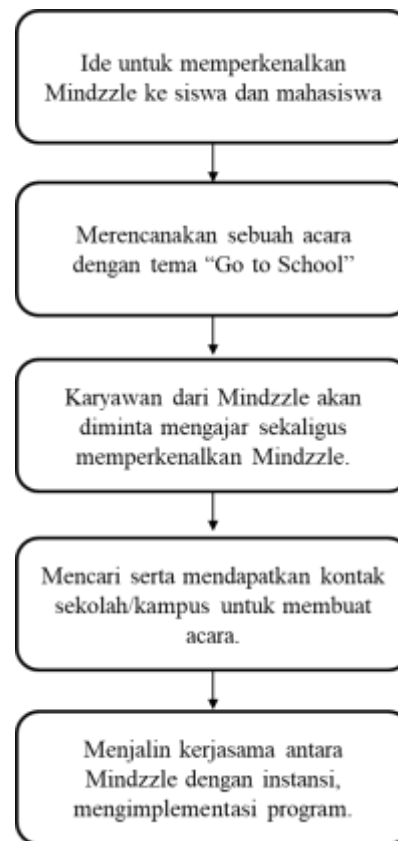 Ide untuk memperkenalkan
Mindzzle ke siswa dan mahasiswa
Merencanakan sebuah acara
dengan tema “Go to School”
Karyawan dari Mindzzle akan
diminta mengajar sekaligus
memperkenalkan Mindzzle.
Mencari serta mendapatkan kontak
sekolah/kampus untuk membuat
acara.
Menjalin kerjasama antara
Mindzzle dengan instansi,
mengimplementasi program.